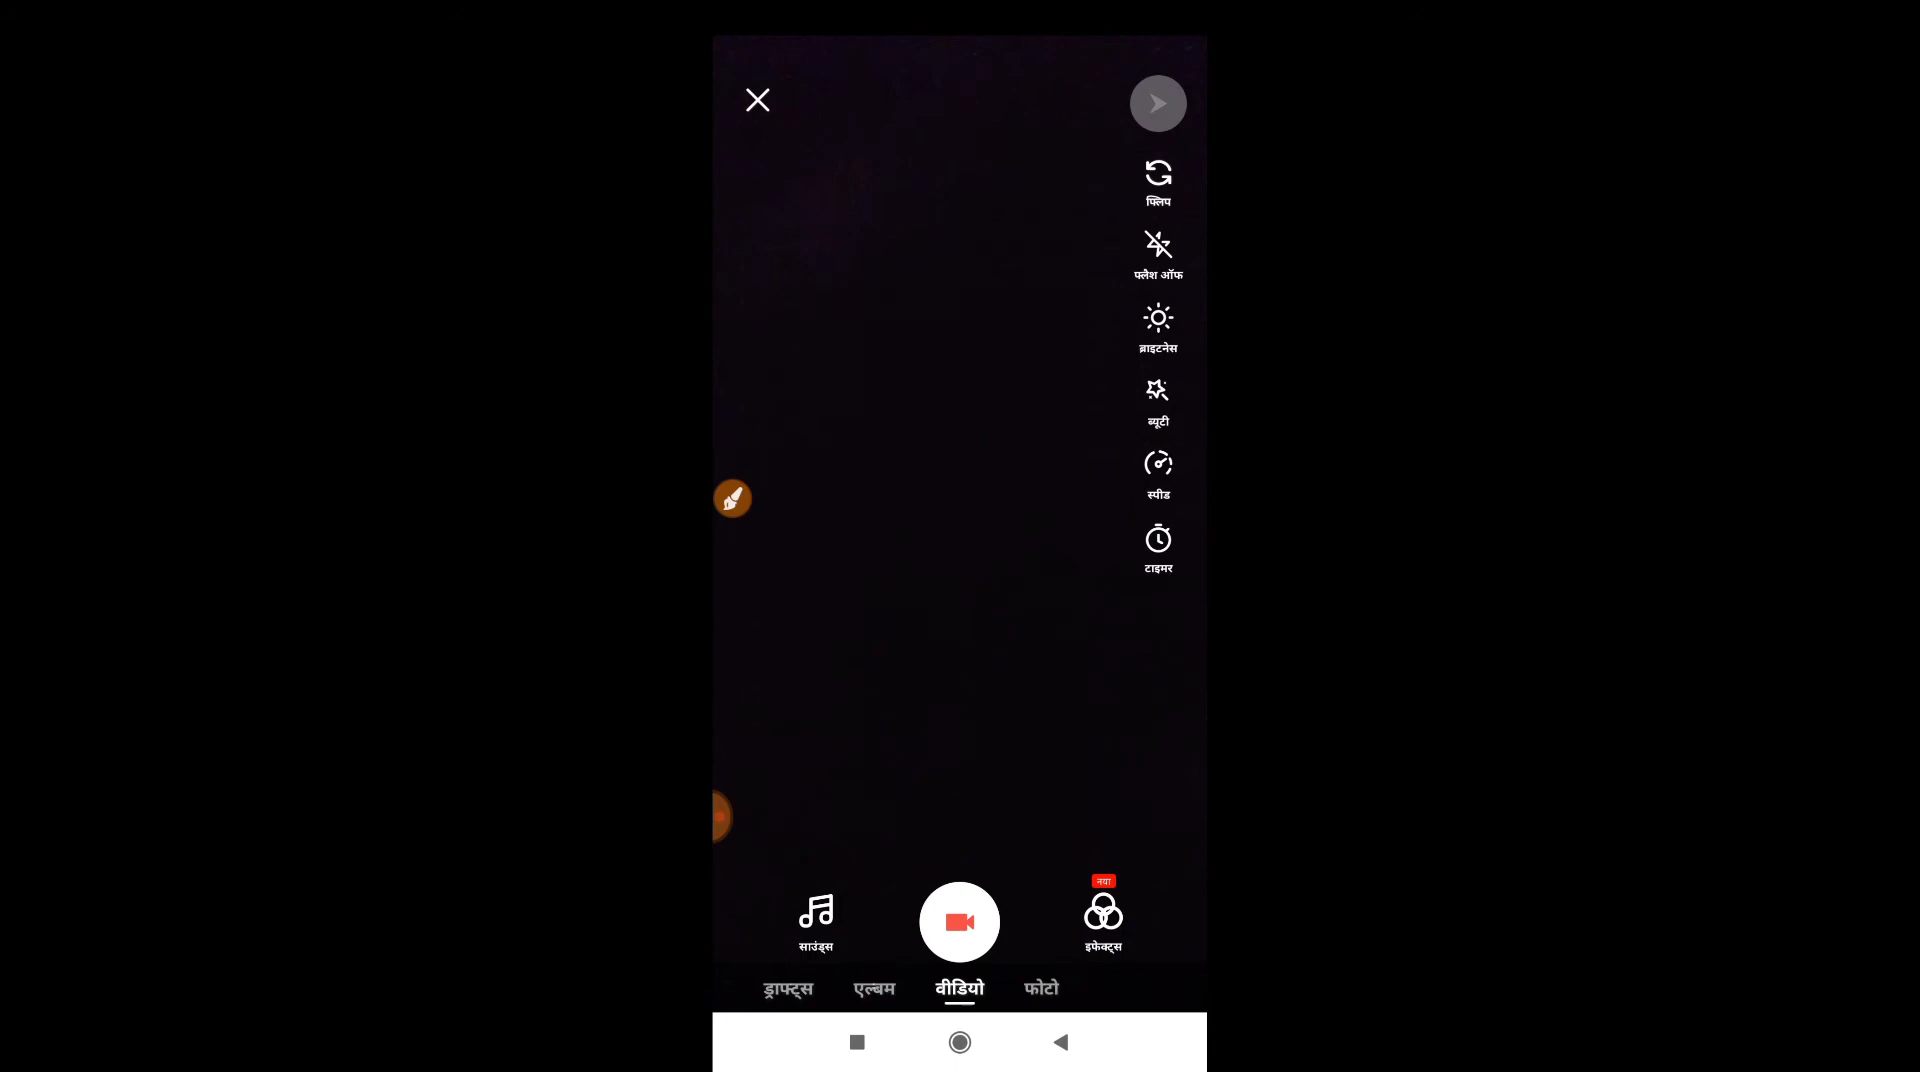 फ्लिप
फ्लैश ऑफ
ब्राइटनेस
ब्यूटी
स्पीड
टाइमर
नया
साउंड्स
इफेक्ट्स
ड्राफ्ट्स एल्बम वीडियो फोटो